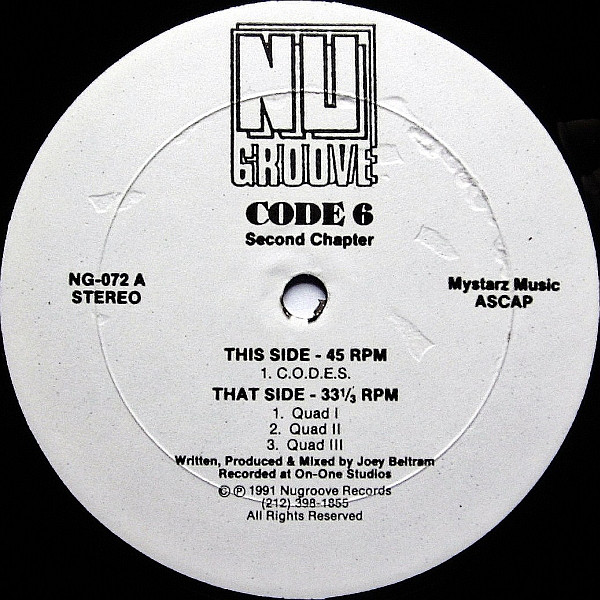 NU
GROOVE
CODE 6
Second Chapter
NG-072 A
STEREO
Mystarz Music
ASCAP
THIS SIDE - 45 RPM
1. C.O.D.E.S.
THAT SIDE - 33⅓ RPM
1. Quad I
2. Quad II
3. Quad III
Written, Produced & Mixed by Joey Beltram
Recorded at On-One Studios
© ℗ 1991 Nugroove Records
(212) 398-1855
All Rights Reserved